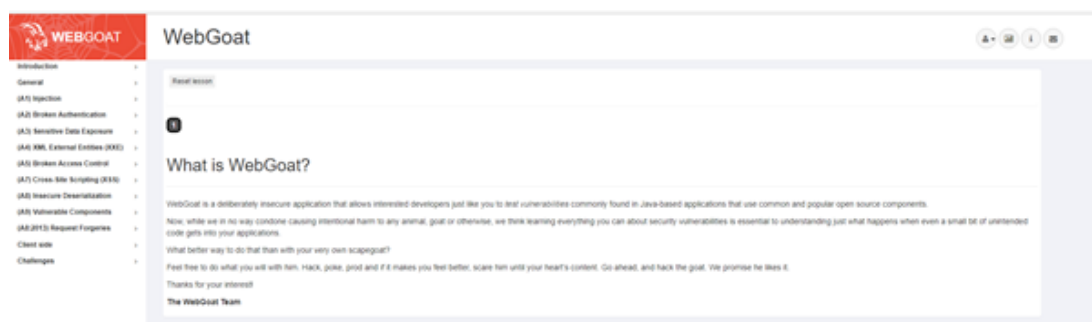 WEBGOAT
WebGoat
Introduction
General
(A1) Injection
(A2) Broken Authentication
(A3) Sensitive Data Exposure
(A4) XML External Entities (XXE)
(A5) Broken Access Control
(A7) Cross-Site Scripting (XSS)
(A8) Insecure Deserialization
(A9) Vulnerable Components
(A8:2013) Request Forgeries
Client side
Challenges
Reset lesson
1
What is WebGoat?
WebGoat is a deliberately insecure application that allows interested developers just like you to test vulnerabilities commonly found in Java-based applications that use common and popular open source components.
Now, while we in no way condone causing intentional harm to any animal, goat or otherwise, we think learning everything you can about security vulnerabilities is essential to understanding just what happens when even a small bit of unintended
code gets into your applications.
What better way to do that than with your very own scapegoat?
Feel free to do what you will with him. Hack, poke, prod and if it makes you feel better, scare him until your heart's content. Go ahead, and hack the goat. We promise he likes it.
Thanks for your interest!
The WebGoat Team